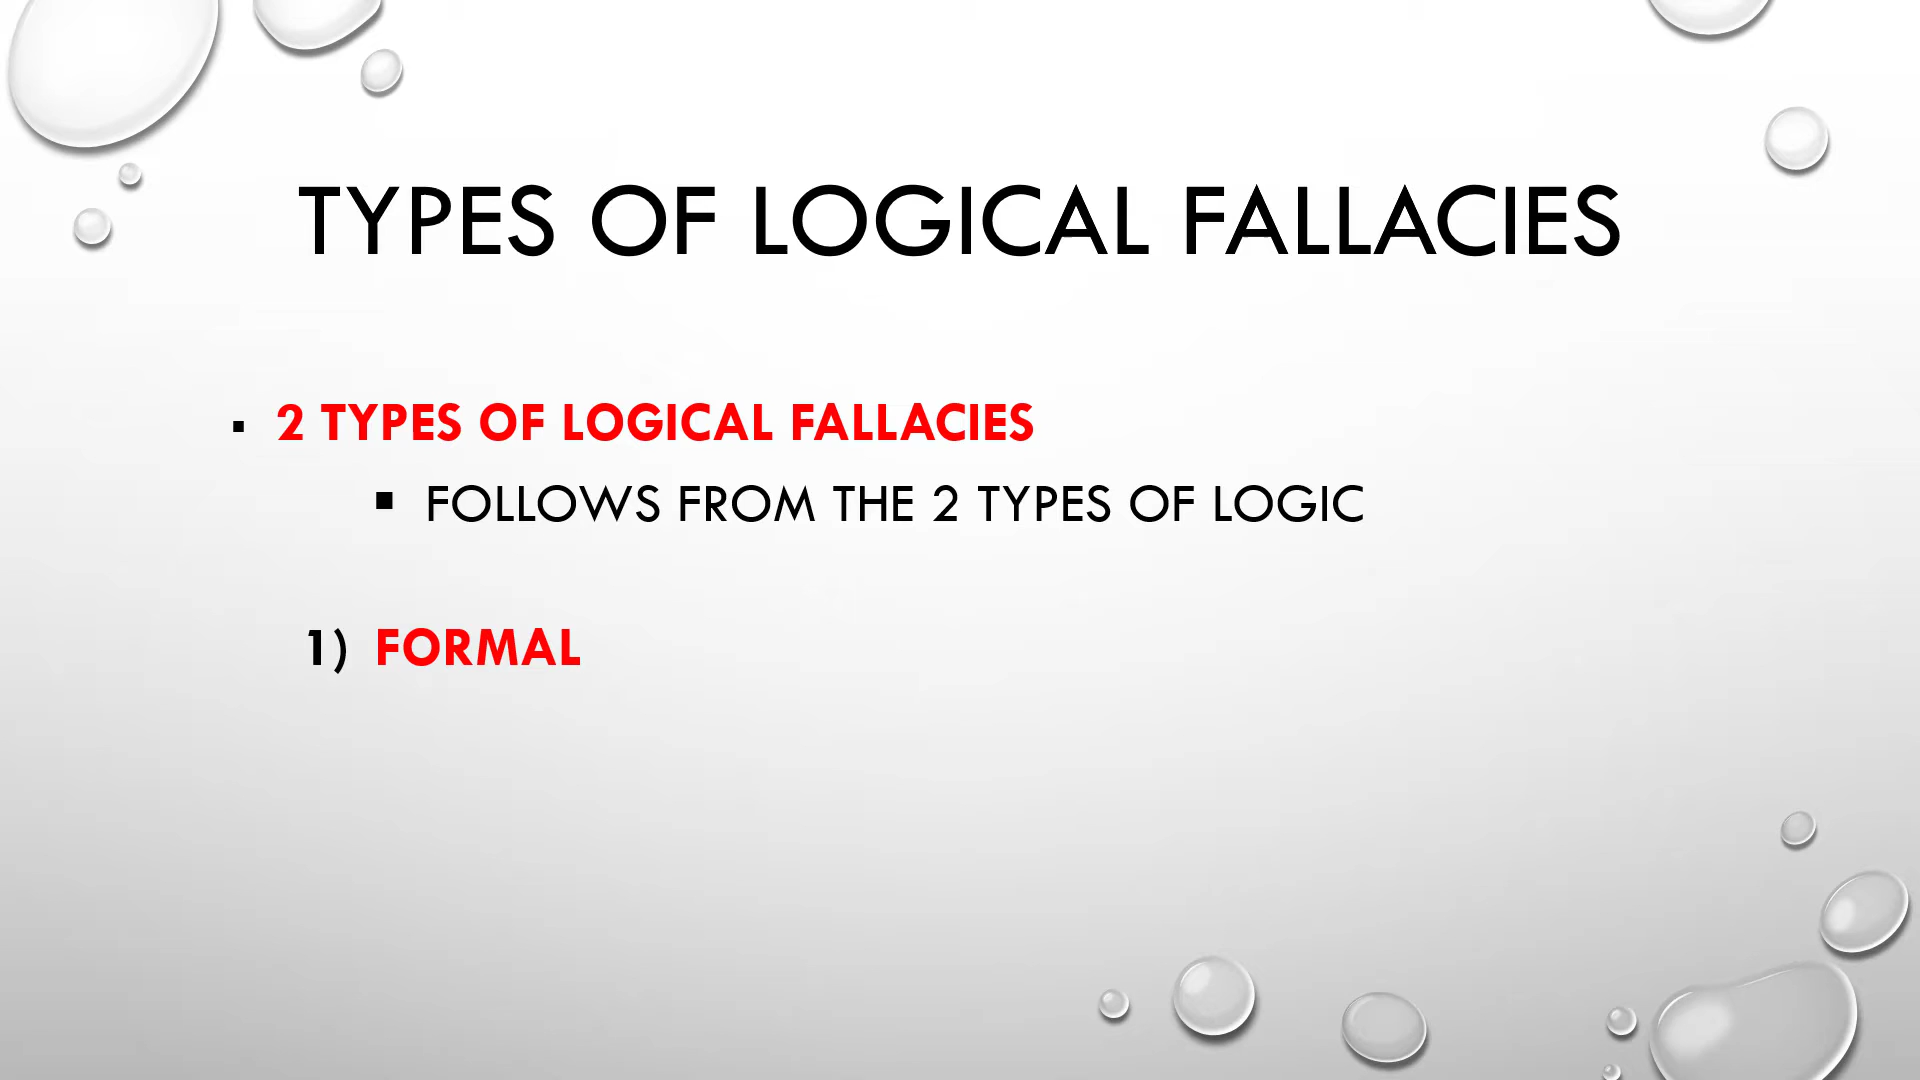 TYPES OF LOGICAL FALLACIES
▪ 2 TYPES OF LOGICAL FALLACIES
▪ FOLLOWS FROM THE 2 TYPES OF LOGIC
1) FORMAL